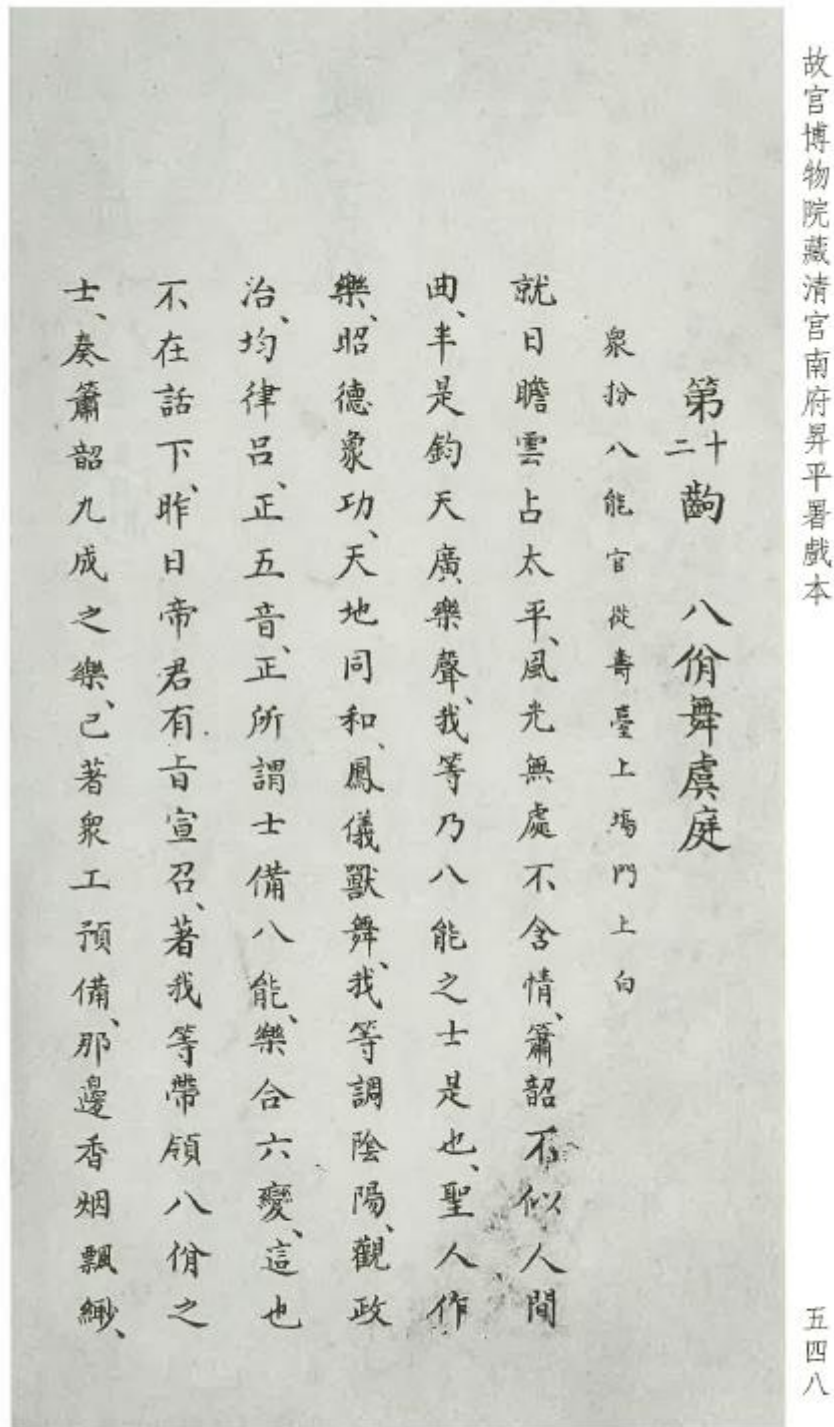 故宮博物院藏清宮南府昇平署戲本
第十二齣　八佾舞虞庭
衆扮八能官從壽臺上塲門上白
就日瞻雲占太平、風光無處不含情、簫韶不似人間
曲、半是鈞天廣樂聲、我等乃八能之士是也、聖人作
樂、昭德象功、天地同和、鳳儀獸舞、我等調陰陽、觀政
治、均律呂、正五音、正所謂士備八能、樂合六變、這也
不在話下、昨日帝君有旨宣召、著我等帶領八佾之
士、奏簫韶九成之樂、已著衆工預備、那邊香烟飄緲、
五四八